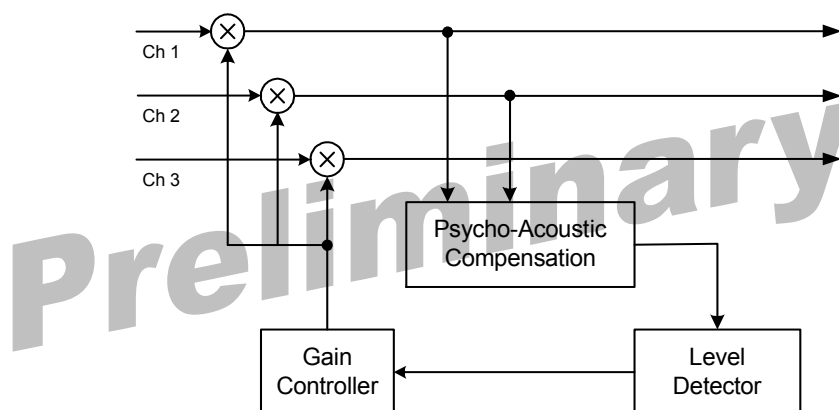 Ch 1
Ch 2
Ch 3
Preliminary
Psycho-Acoustic
Compensation
Gain
Controller
Level
Detector